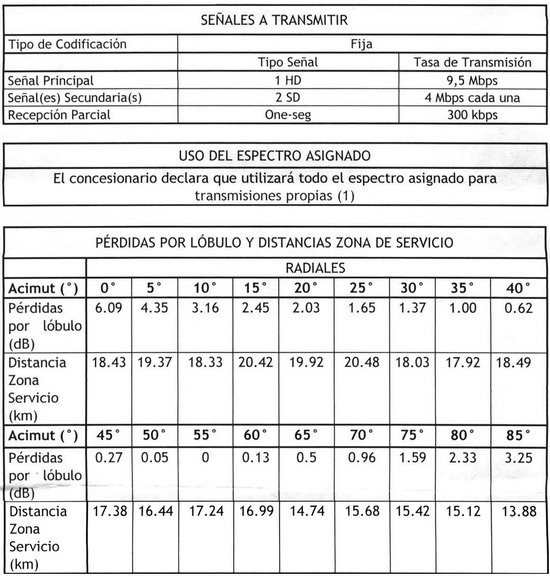 SEÑALES A TRANSMITIR
Tipo de Codificación Fija
Tipo Señal Tasa de Transmisión
Señal Principal 1 HD 9,5 Mbps
Señal(es) Secundaria(s) 2 SD 4 Mbps cada una
Recepción Parcial One-seg 300 kbps
USO DEL ESPECTRO ASIGNADO
El concesionario declara que utilizará todo el espectro asignado para
transmisiones propias (1)
PÉRDIDAS POR LÓBULO Y DISTANCIAS ZONA DE SERVICIO
RADIALES
Acimut (°) 0° 5° 10° 15° 20° 25° 30° 35° 40°
Pérdidas 6.09 4.35 3.16 2.45 2.03 1.65 1.37 1.00 0.62
por lóbulo
(dB)
Distancia 18.43 19.37 18.33 20.42 19.92 20.48 18.03 17.92 18.49
Zona
Servicio
(km)
Acimut (°) 45° 50° 55° 60° 65° 70° 75° 80° 85°
Pérdidas 0.27 0.05 0 0.13 0.5 0.96 1.59 2.33 3.25
por lóbulo
(dB)
Distancia 17.38 16.44 17.24 16.99 14.74 15.68 15.42 15.12 13.88
Zona
Servicio
(km)